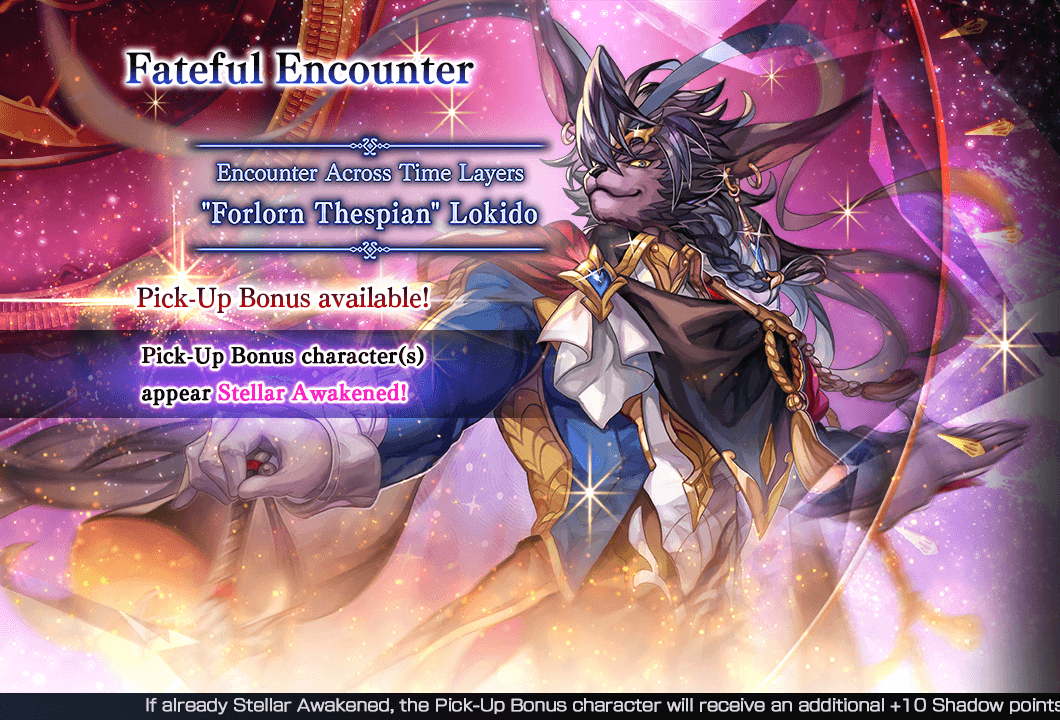 Fateful Encounter
Encounter Across Time Layers
"Forlorn Thespian" Lokido
Pick-Up Bonus available!
Pick-Up Bonus character(s)
appear Stellar Awakened!
If already Stellar Awakened, the Pick-Up Bonus character will receive an additional +10 Shadow points